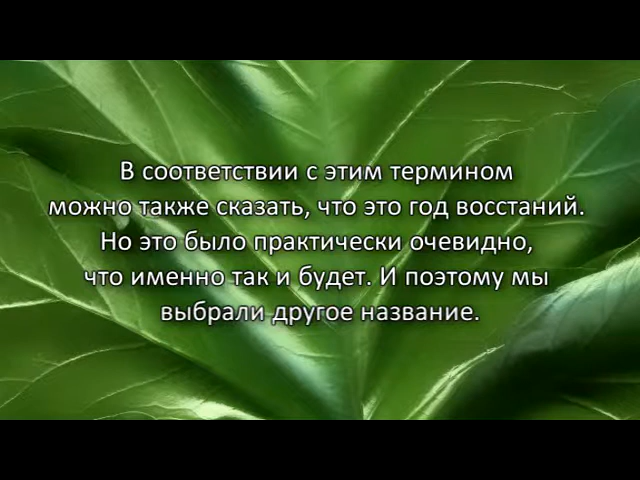 В соответствии с этим термином
можно также сказать, что это год восстаний.
Но это было практически очевидно,
что именно так и будет. И поэтому мы
выбрали другое название.